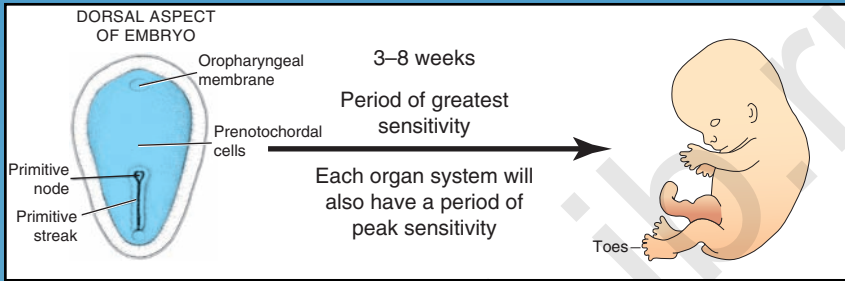 DORSAL ASPECT
OF EMBRYO
Oropharyngeal
membrane
Prenotochordal
cells
Primitive
node
Primitive
streak
3–8 weeks
Period of greatest
sensitivity
Each organ system will
also have a period of
peak sensitivity
Toes